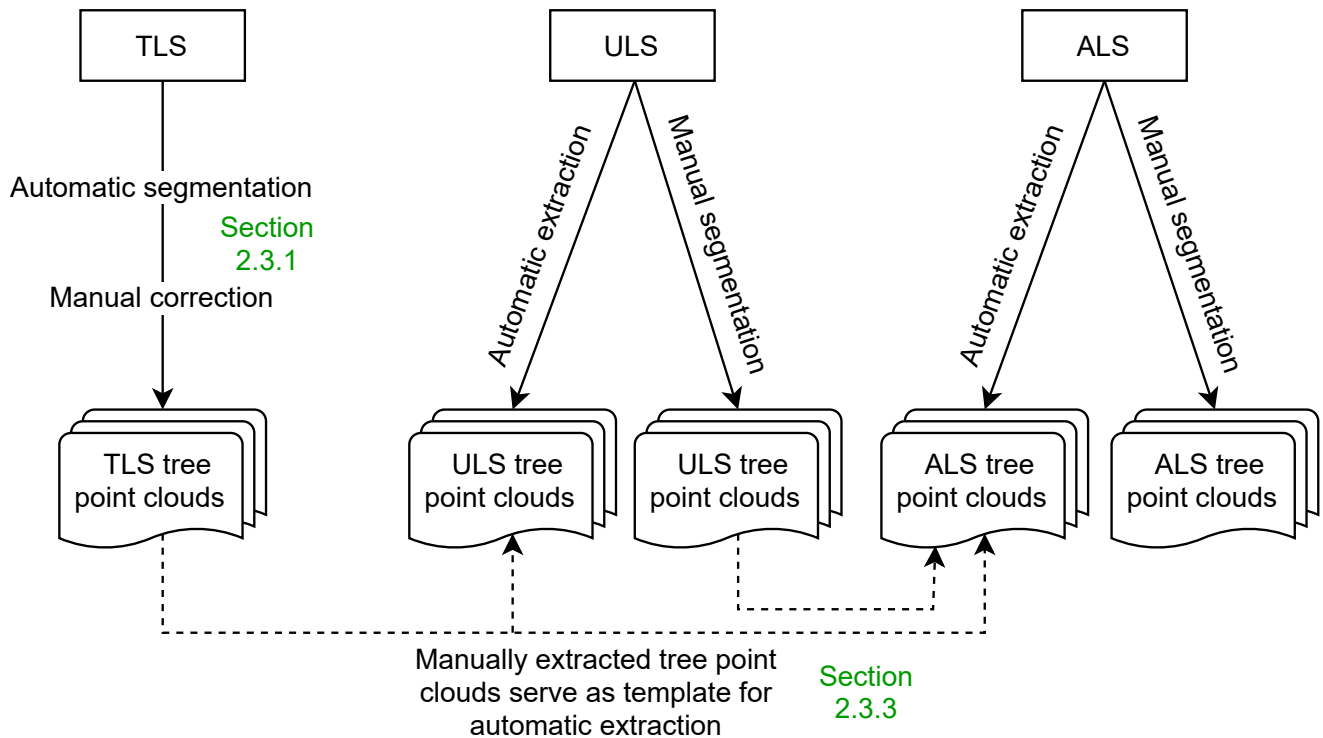 TLS
ULS
ALS
Automatic segmentation
Section
2.3.1
Manual correction
Automatic extraction
Manual segmentation
Automatic extraction
Manual segmentation
TLS tree
point clouds
ULS tree
point clouds
ULS tree
point clouds
ALS tree
point clouds
ALS tree
point clouds
Manually extracted tree point
clouds serve as template for
automatic extraction
Section
2.3.3